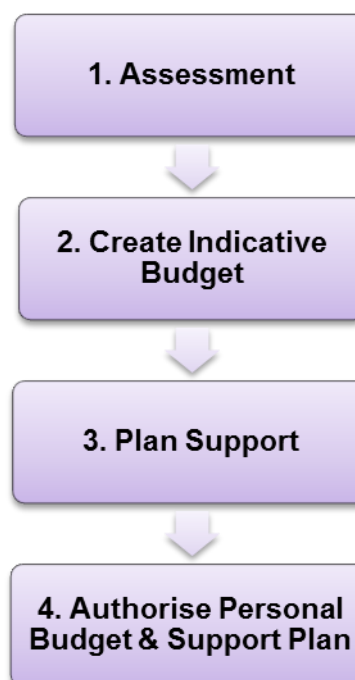 1. Assessment
2. Create Indicative
Budget
3. Plan Support
4. Authorise Personal
Budget & Support Plan